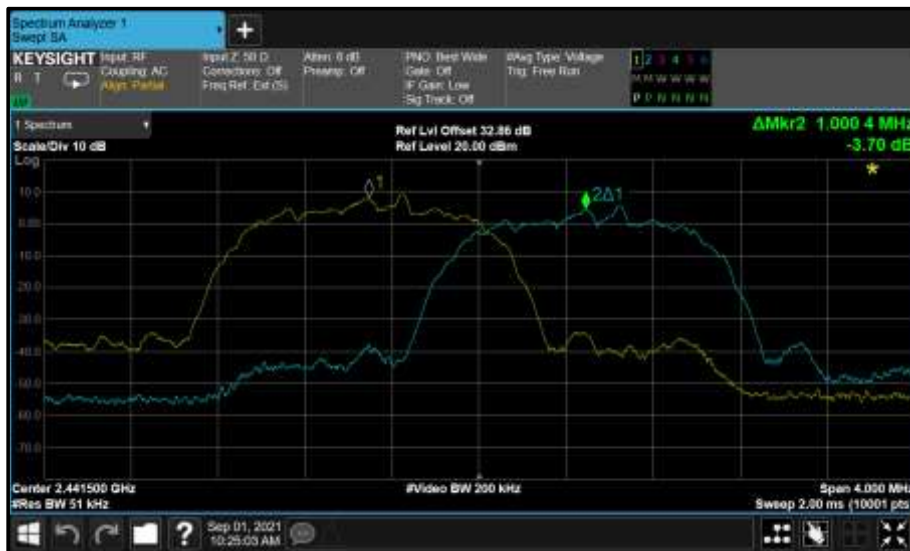 Spectrum Analyzer 1
Swept SA
+
KEYSIGHT Input: RF Input Z: 50 Ω Atten: 6 dB PNO: Best Wide #Avg Type: Voltage 1 2 3 4 5 6
R T Coupling: AC Corrections: Off Preamp: Off Gate: Off Trig: Free Run M M W W W W
Align: Partial Freq Ref: Ext (S) IF Gain: Low P P N N N N
Sig Track: Off
1 Spectrum Ref Lvl Offset 32.86 dB ΔMkr2 1.000 4 MHz
Scale/Div 10 dB Ref Level 20.00 dBm -3.70 dB
Log
1
2Δ1
10.0
0.00
-10.0
-20.0
-30.0
-40.0
-50.0
-60.0
-70.0
Center 2.441500 GHz #Video BW 200 kHz Span 4.000 MHz
#Res BW 51 kHz Sweep 2.00 ms (10001 pts)
? Sep 01, 2021
10:25:03 AM